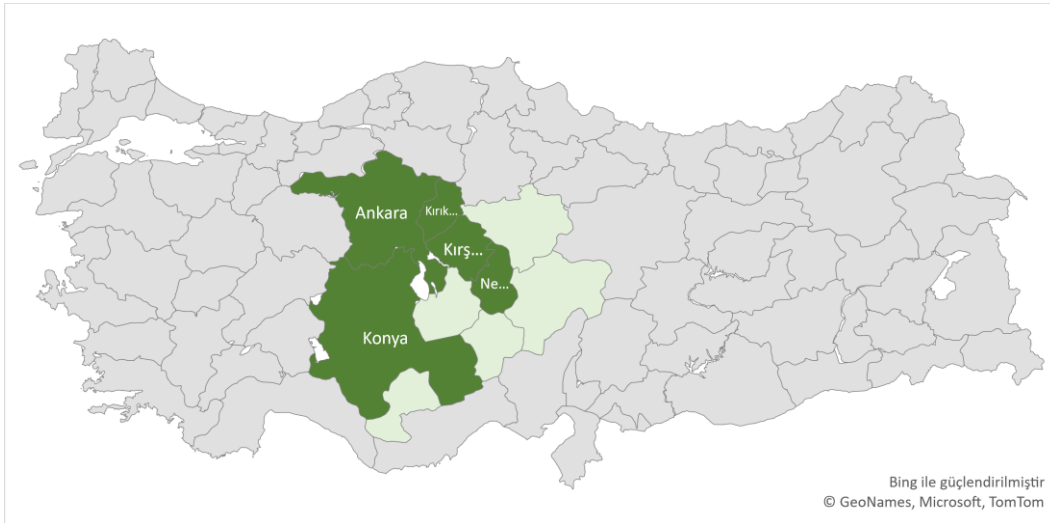 Ankara
Kırık...
Kırş...
Ne...
Konya
Bing ile güçlendirilmiştir
© GeoNames, Microsoft, TomTom